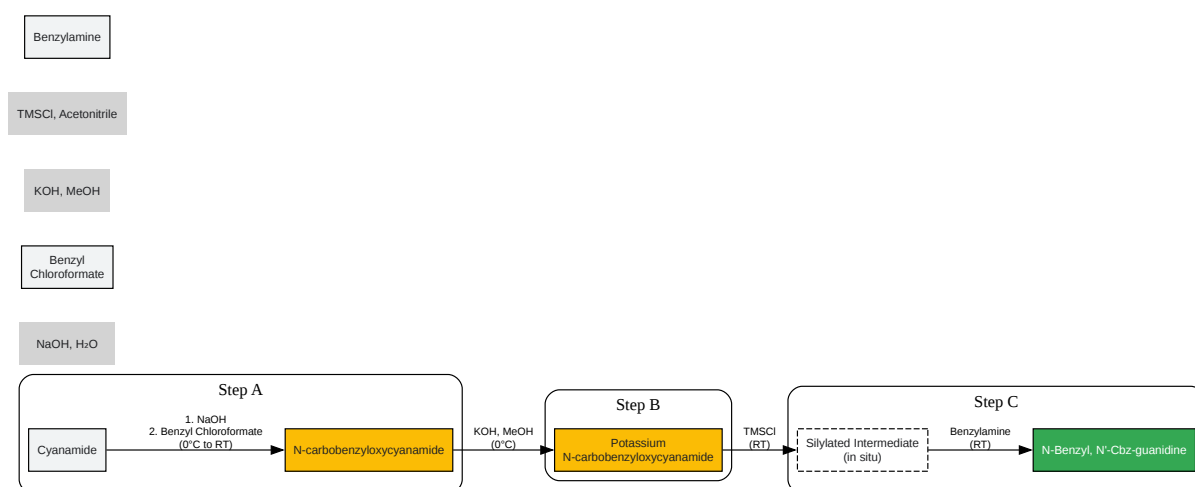 Benzylamine
TMSCl, Acetonitrile
KOH, MeOH
Benzyl
Chloroformate
NaOH, H₂O
Step A
Cyanamide
1. NaOH
2. Benzyl Chloroformate
(0°C to RT)
N-carbobenzyloxycyanamide
KOH, MeOH
(0°C)
Step B
Potassium
N-carbobenzyloxycyanamide
TMSCl
(RT)
Step C
Silylated Intermediate
(in situ)
Benzylamine
(RT)
N-Benzyl, N'-Cbz-guanidine